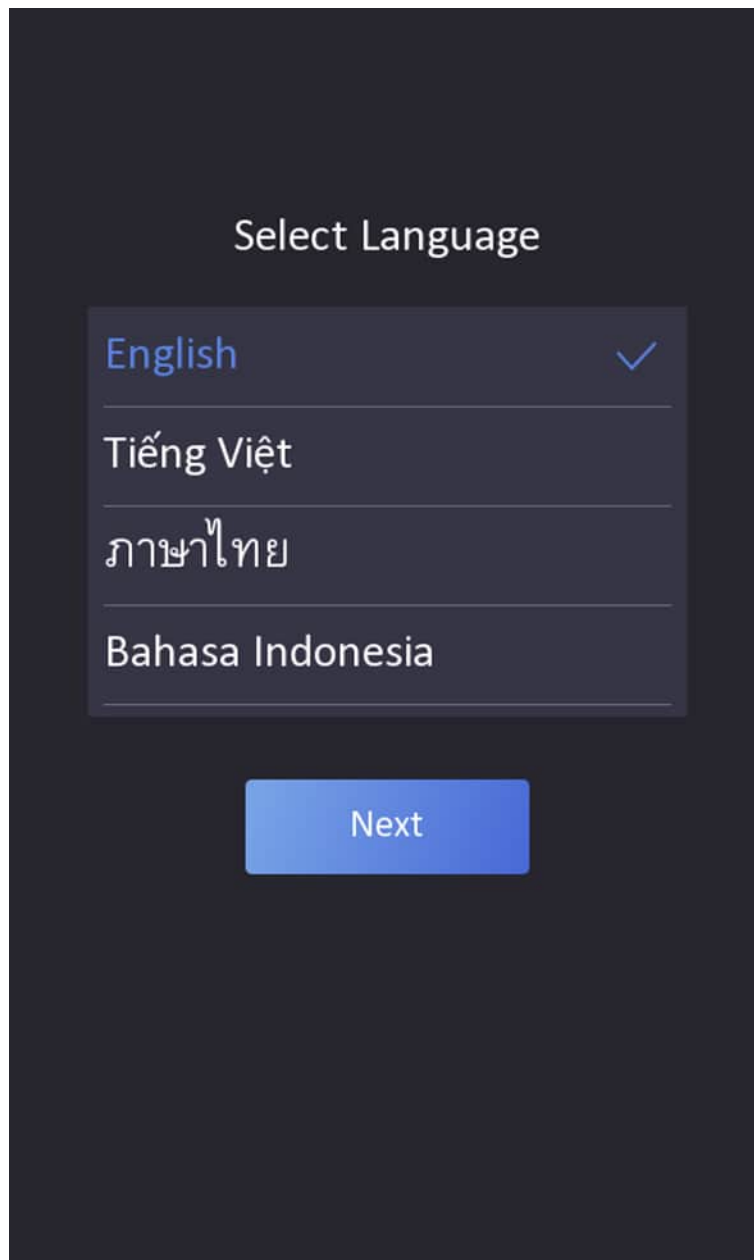 Select Language
English
Tiếng Việt
ภาษาไทย
Bahasa Indonesia
Next